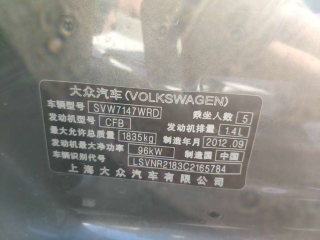 大众汽车(VOLKSWAGEN)
车辆型号 SVW7147WRD 乘坐人数 5
发动机型号 CFB 发动机排量 1.4L
最大允许总质量 1835kg 制造年月 2012.09
发动机最大净功率 96kW 制造国 中国
车辆识别代号 LSVNR2183C2165784
上海大众汽车有限公司